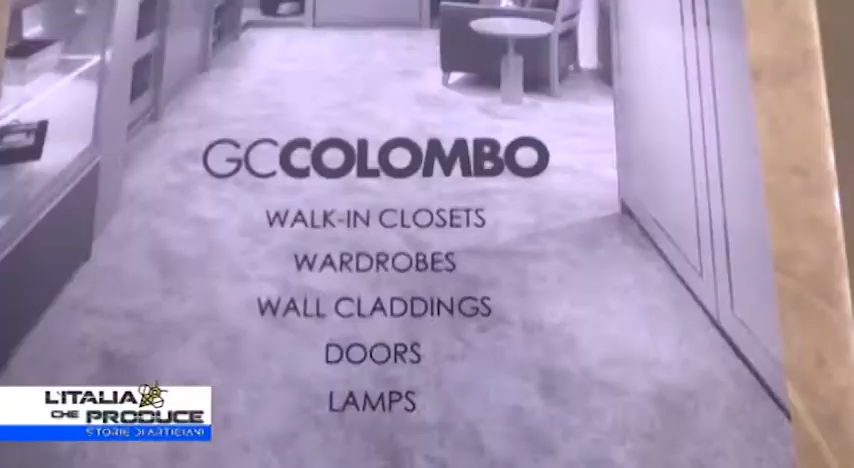 GCCOLOMBO
WALK-IN CLOSETS
WARDROBES
WALL CLADDINGS
DOORS
LAMPS
L'ITALIA
CHE PRODUCE
STORIE DI ARTIGIANI